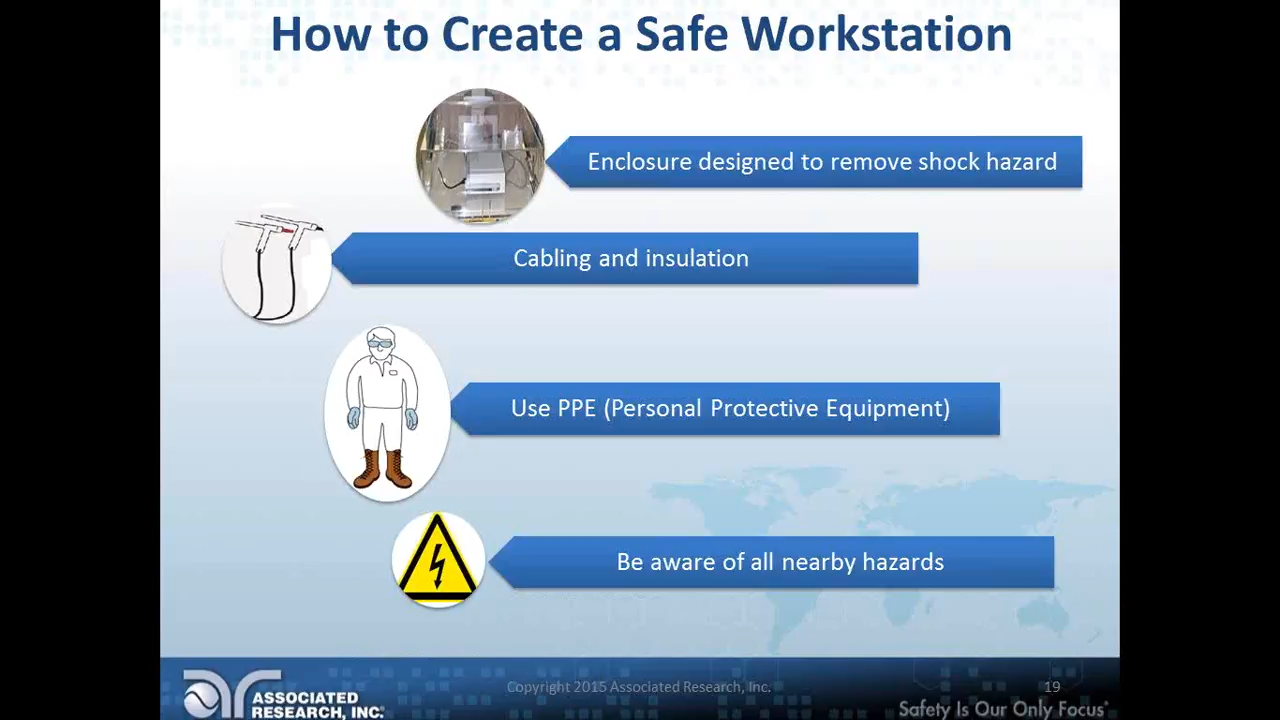 How to Create a Safe Workstation
Enclosure designed to remove shock hazard
Cabling and insulation
Use PPE (Personal Protective Equipment)
Be aware of all nearby hazards
ASSOCIATED
RESEARCH, INC.
Copyright 2015 Associated Research, Inc.
19
Safety Is Our Only Focus®